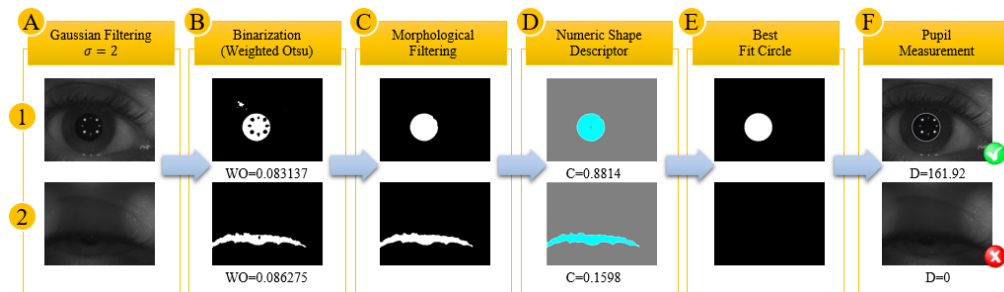 A
Gaussian Filtering
σ = 2
B
Binarization
(Weighted Otsu)
C
Morphological
Filtering
D
Numeric Shape
Descriptor
E
Best
Fit Circle
F
Pupil
Measurement
1
WO=0.083137
C=0.8814
D=161.92
2
WO=0.086275
C=0.1598
D=0